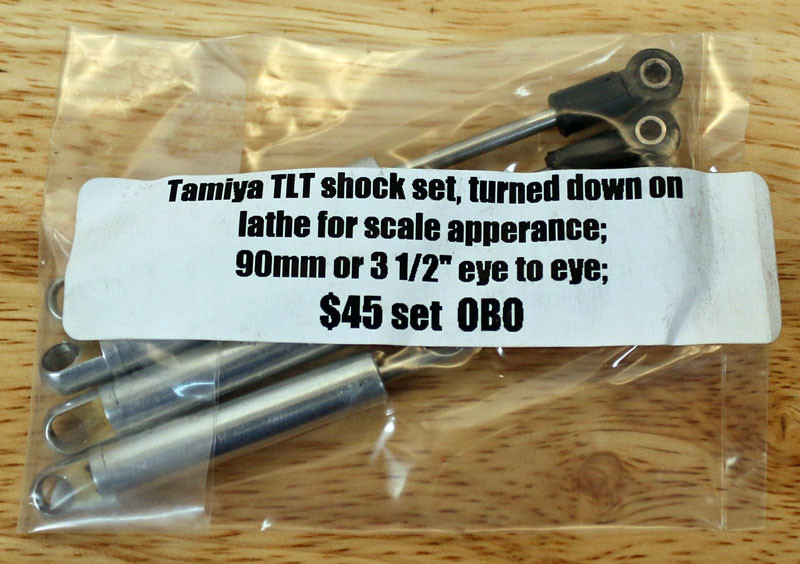 Tamiya TLT shock set, turned down on
lathe for scale apperance;
90mm or 3 1/2" eye to eye;
$45 set OBO